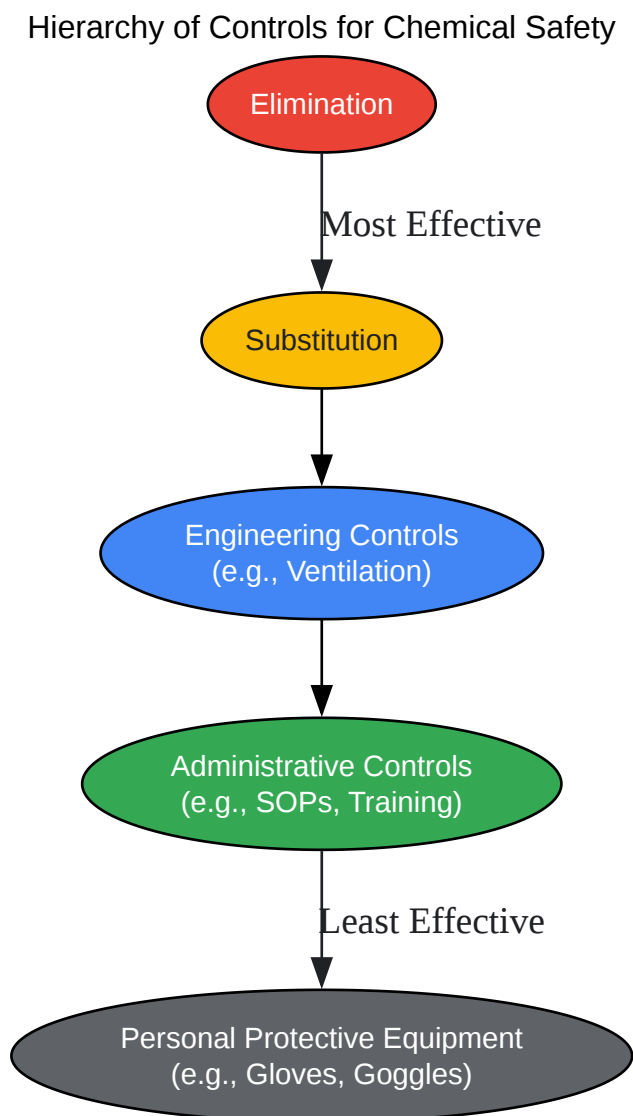 Hierarchy of Controls for Chemical Safety
Elimination
Most Effective
Substitution
Engineering Controls
(e.g., Ventilation)
Administrative Controls
(e.g., SOPs, Training)
Least Effective
Personal Protective Equipment
(e.g., Gloves, Goggles)